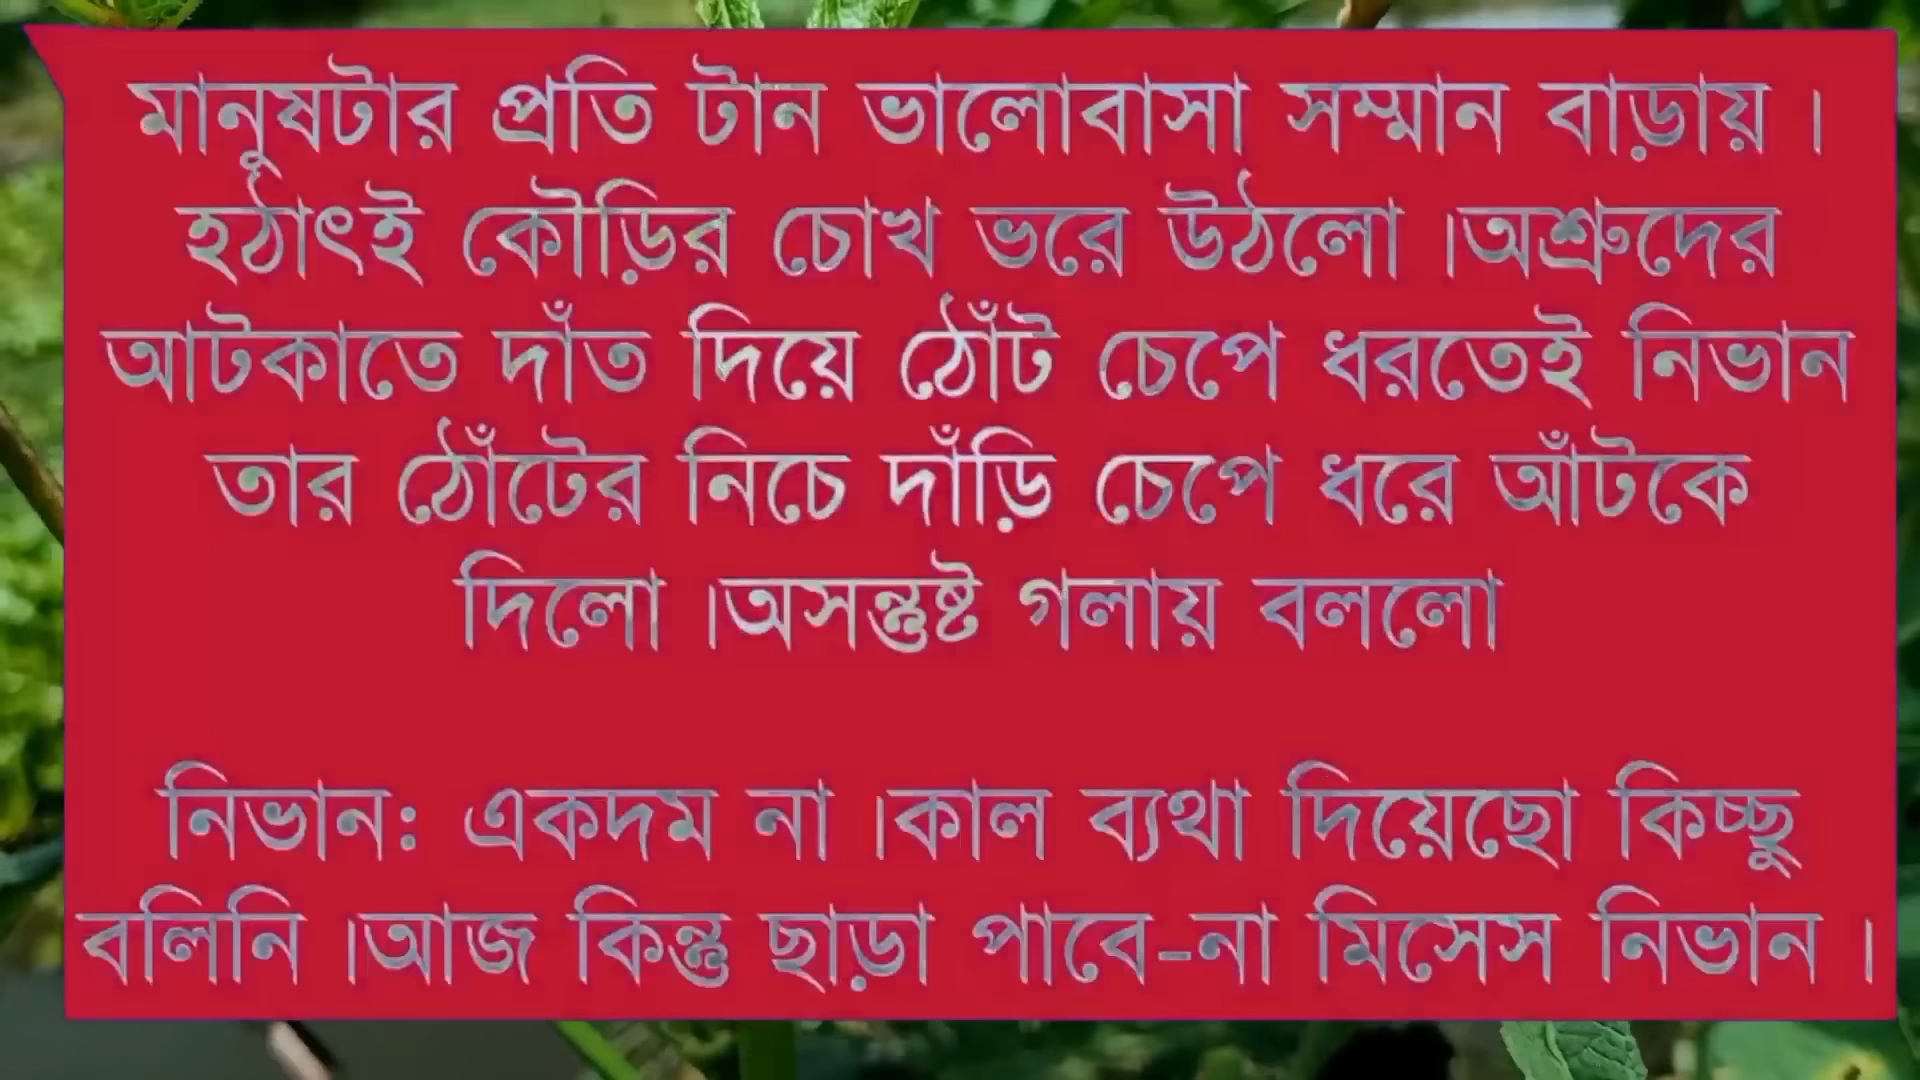 মানুষটার প্রতি টান ভালোবাসা সম্মান বাড়ায় ।
হঠাৎই কৌড়ির চোখ ভরে উঠলো ।অশ্রুদের
আটকাতে দাঁত দিয়ে ঠোঁট চেপে ধরতেই নিভান
তার ঠোঁটের নিচে দাঁড়ি চেপে ধরে আঁটকে
দিলো ।অসন্তুষ্ট গলায় বললো
নিভান: একদম না ।কাল ব্যথা দিয়েছো কিচ্ছু
বলিনি ।আজ কিন্তু ছাড়া পাবে-না মিসেস নিভান ।